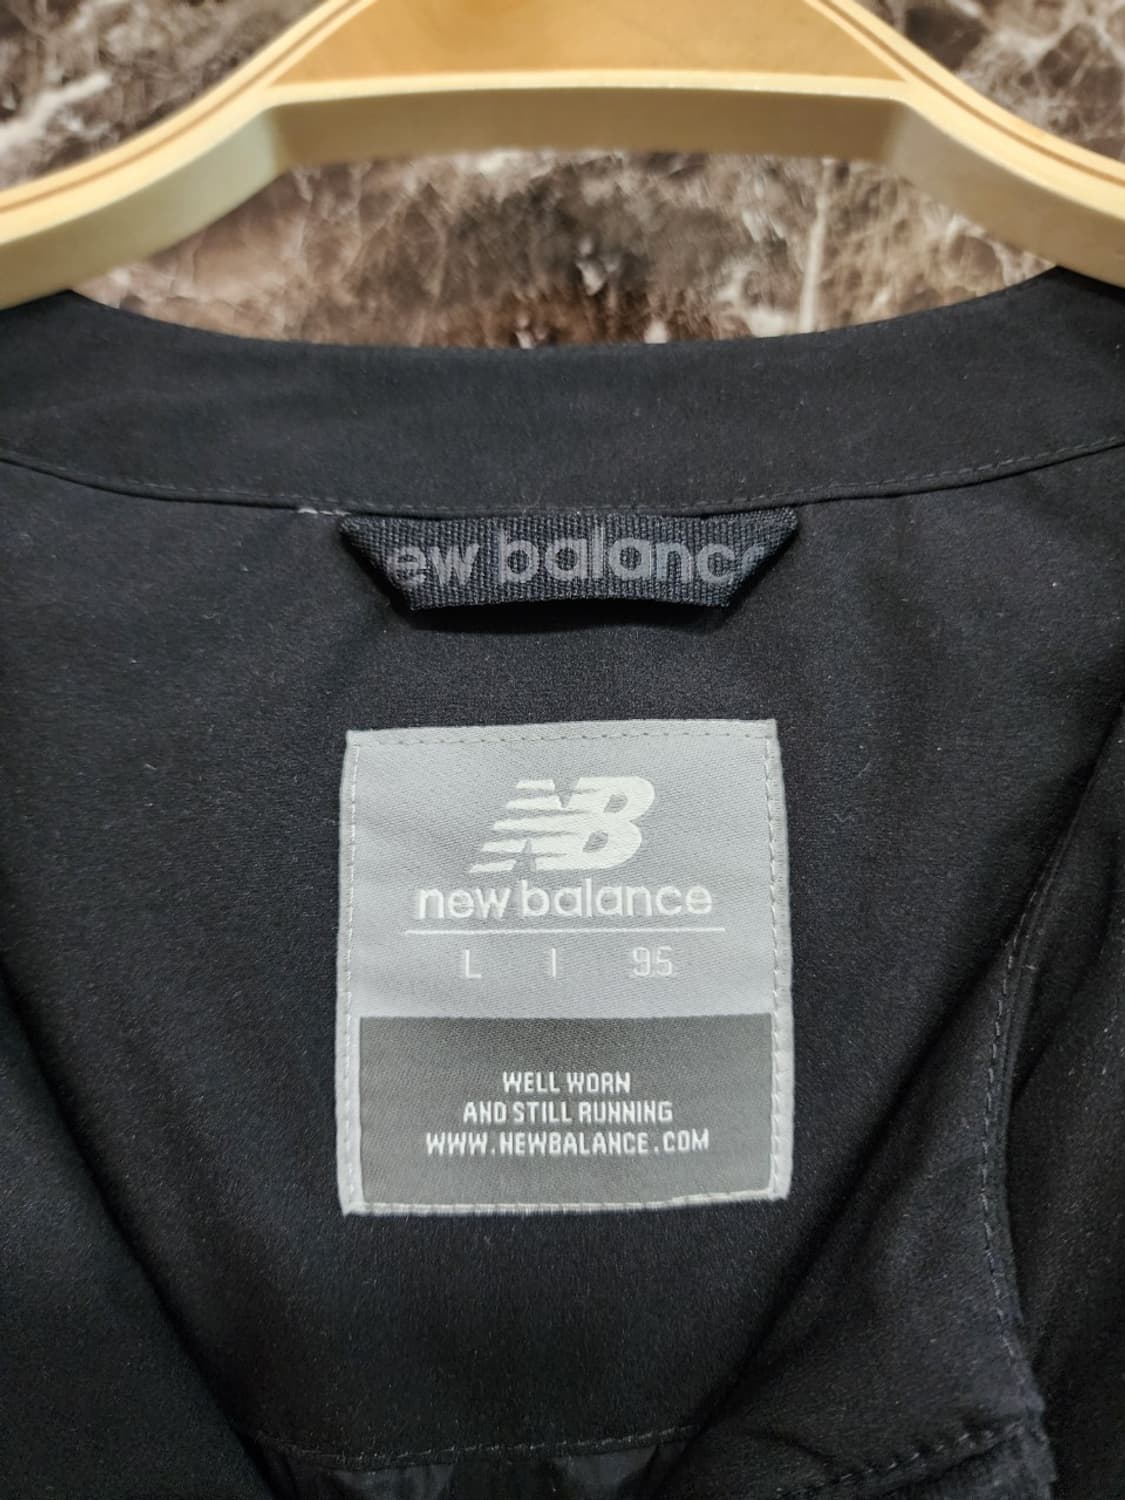 ew balanc
NB
new balance
L | 95
WELL WORN
AND STILL RUNNING
WWW.NEWBALANCE.COM